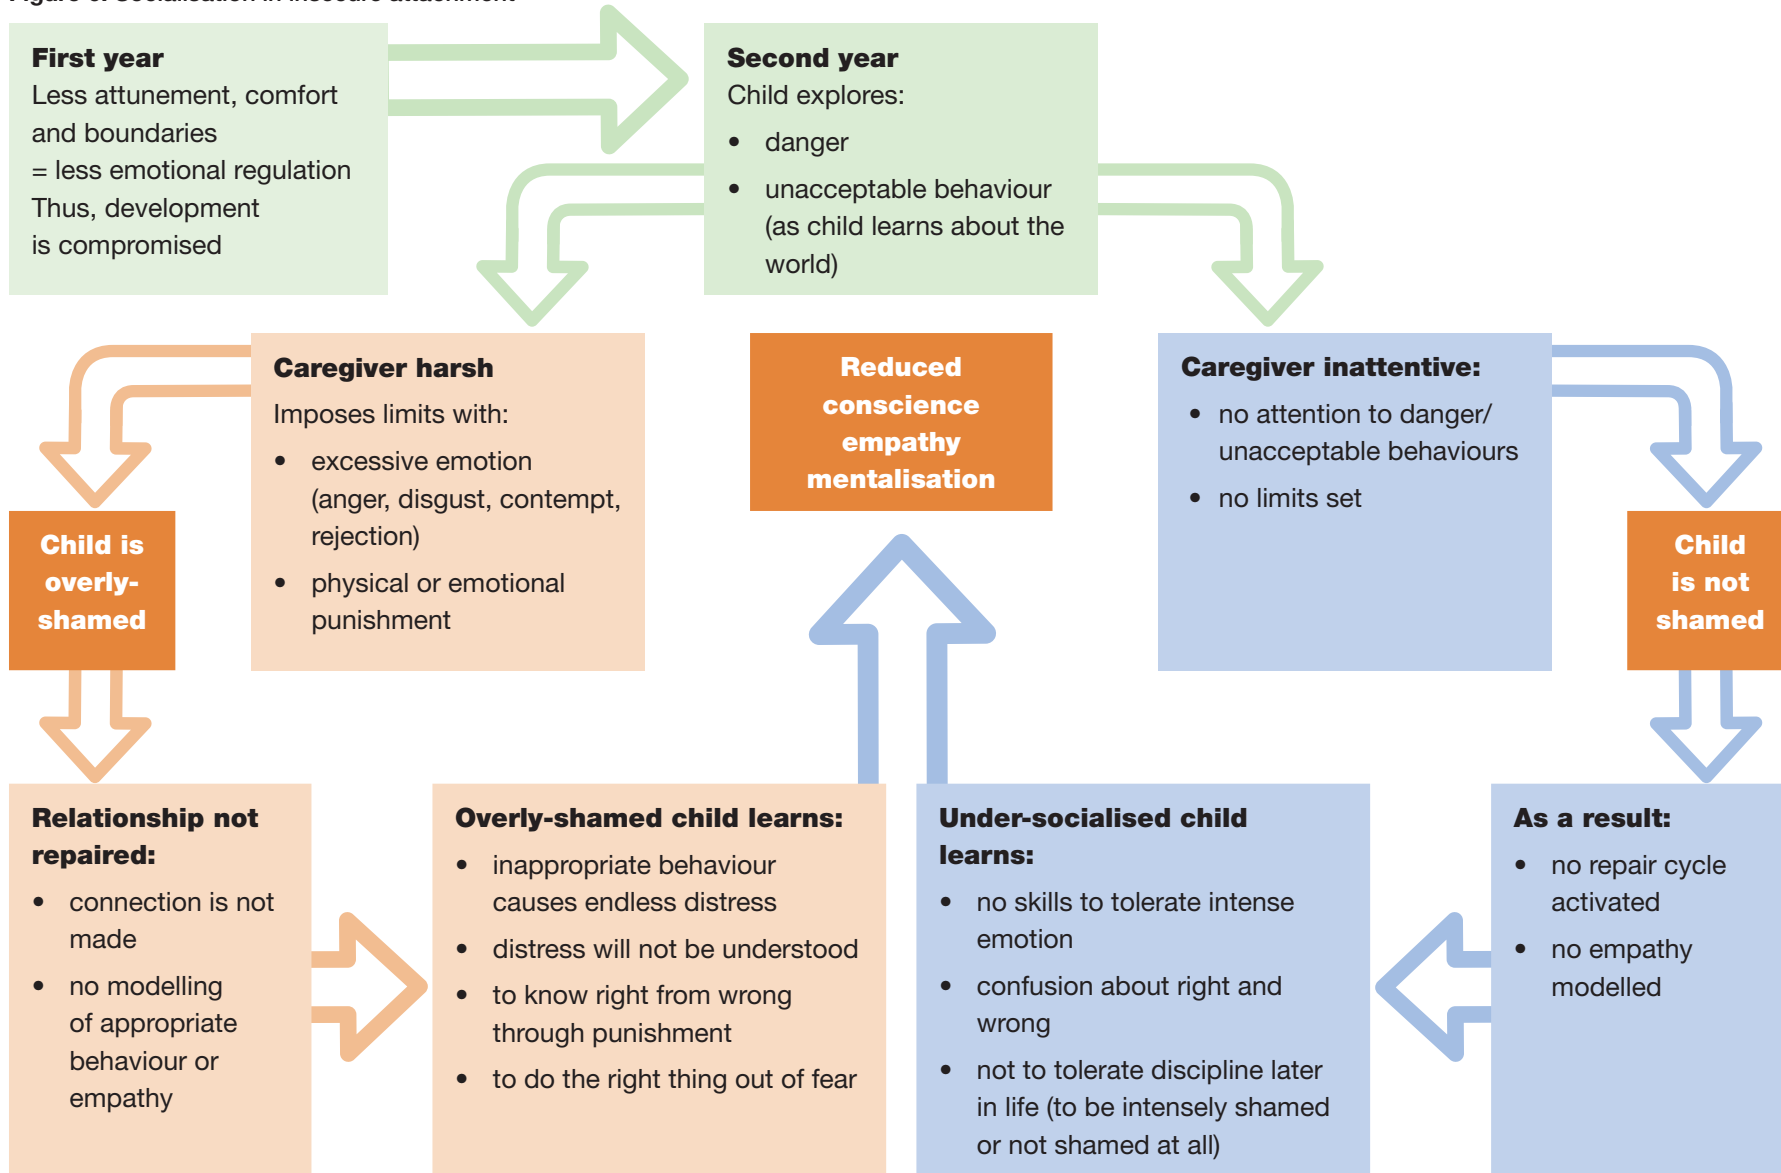 First year
Less attunement, comfort
and boundaries
= less emotional regulation
Thus, development
is compromised
Second year
Child explores:
• danger
• unacceptable behaviour
(as child learns about the
world)
Caregiver harsh
Imposes limits with:
• excessive emotion
(anger, disgust, contempt,
rejection)
• physical or emotional
punishment
Reduced
conscience
empathy
mentalisation
Caregiver inattentive:
• no attention to danger/
unacceptable behaviours
• no limits set
Child is
overly-
shamed
Child
is not
shamed
Relationship not
repaired:
• connection is not
made
• no modelling
of appropriate
behaviour or
empathy
Overly-shamed child learns:
• inappropriate behaviour
causes endless distress
• distress will not be understood
• to know right from wrong
through punishment
• to do the right thing out of fear
Under-socialised child
learns:
• no skills to tolerate intense
emotion
• confusion about right and
wrong
• not to tolerate discipline later
in life (to be intensely shamed
or not shamed at all)
As a result:
• no repair cycle
activated
• no empathy
modelled